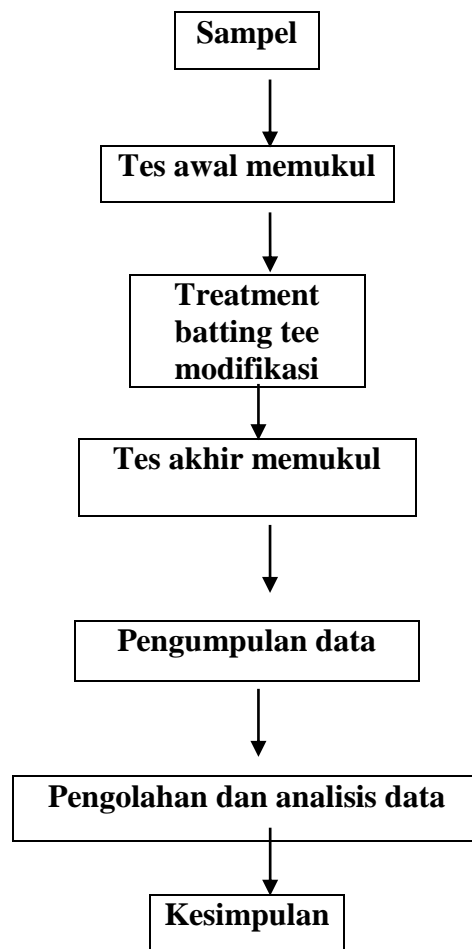 Sampel
Tes awal memukul
Treatment
batting tee
modifikasi
Tes akhir memukul
Pengumpulan data
Pengolahan dan analisis data
Kesimpulan